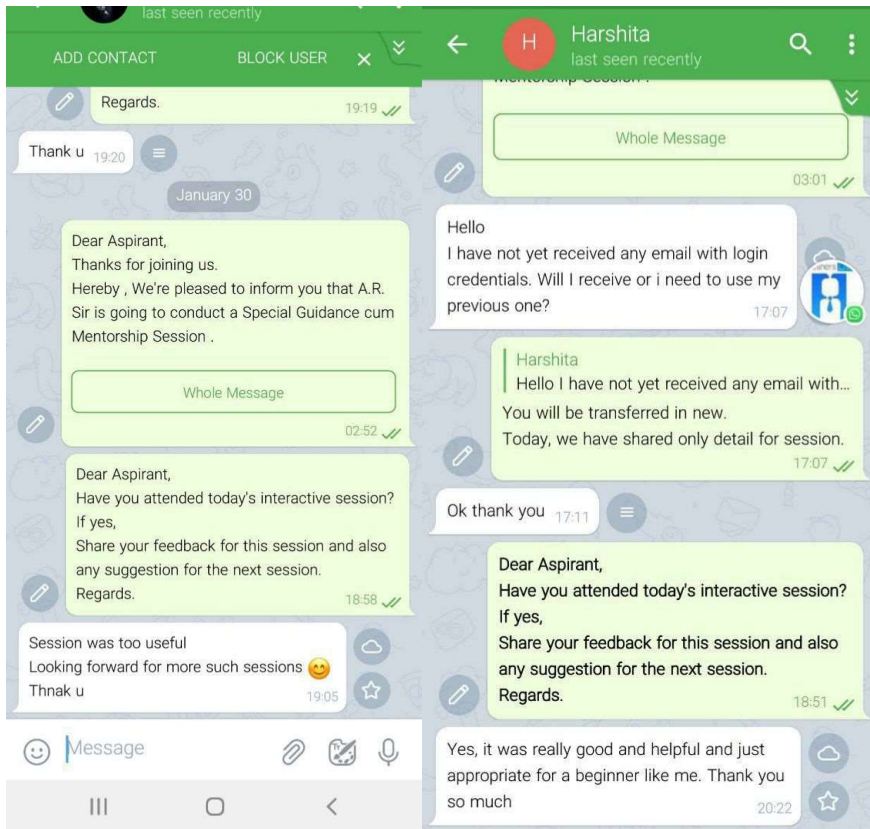 last seen recently
ADD CONTACT
BLOCK USER
Regards.
19:19
Thank u
19:20
January 30
Dear Aspirant,
Thanks for joining us.
Hereby , We're pleased to inform you that A.R.
Sir is going to conduct a Special Guidance cum
Mentorship Session .
Whole Message
02:52
Dear Aspirant,
Have you attended today's interactive session?
If yes,
Share your feedback for this session and also
any suggestion for the next session.
Regards.
18:58
Session was too useful
Looking forward for more such sessions 😊
Thnak u
19:05
Message
H
Harshita
last seen recently
Mentorship Session .
Whole Message
03:01
Hello
I have not yet received any email with login
credentials. Will I receive or i need to use my
previous one?
17:07
Harshita
Hello I have not yet received any email with...
You will be transferred in new.
Today, we have shared only detail for session.
17:07
Ok thank you
17:11
Dear Aspirant,
Have you attended today's interactive session?
If yes,
Share your feedback for this session and also
any suggestion for the next session.
Regards.
18:51
Yes, it was really good and helpful and just
appropriate for a beginner like me. Thank you
so much
20:22